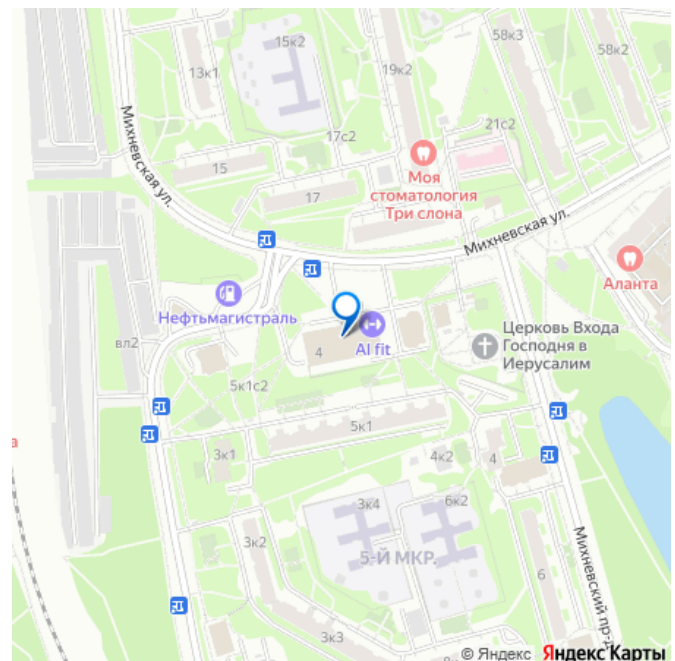 58к3
15к2
19к2
58к2
13к1
Михневская ул.
17с2
21с2
15
Моя
стоматология
Три слона
17
Михневская ул.
Аланта
Нефтьмагистраль
Церковь Входа
Господня в
Иерусалим
вл2
4
AI fit
5к1с2
5к1
3к1
4к2
4
а
3к4
6к2
3к2
5-Й МКР.
Михневский пр-д
6
3к3
© Яндекс Яндекс Карты